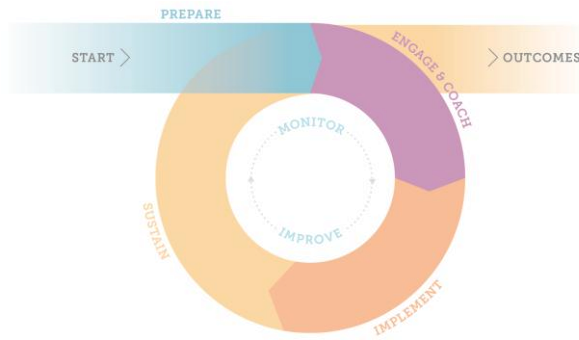 PREPARE
START
ENGAGE & COACH
OUTCOMES
MONITOR
IMPROVE
SUSTAIN
IMPLEMENT